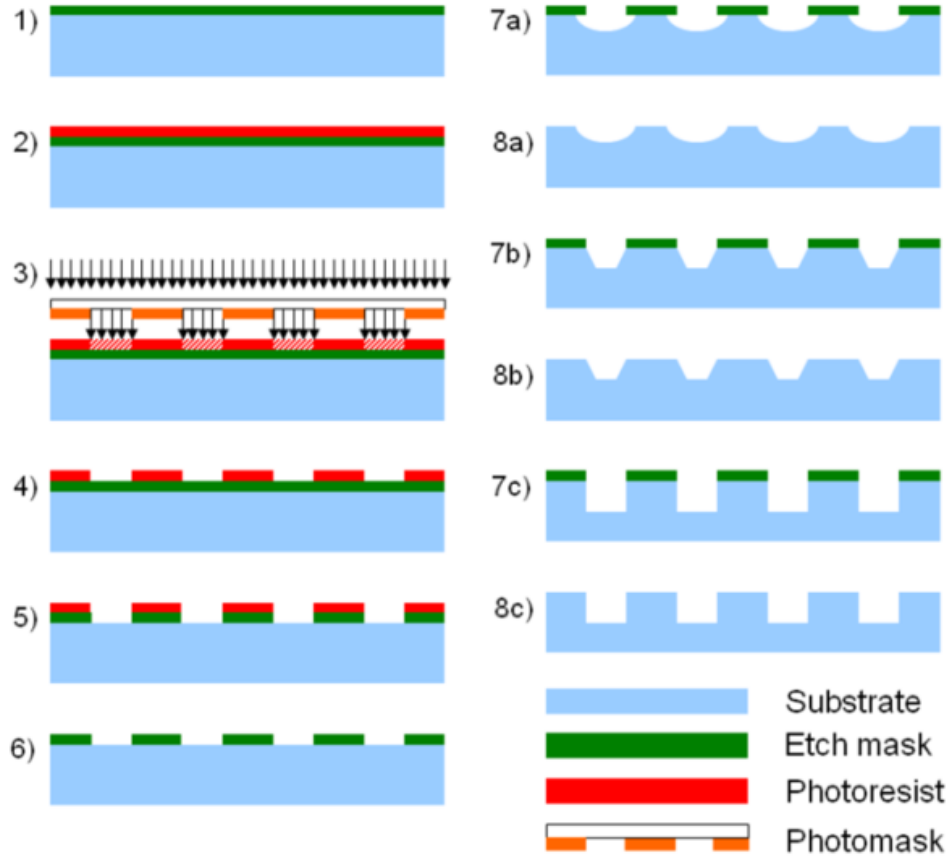 1)
2)
3)
4)
5)
6)
7a)
8a)
7b)
8b)
7c)
8c)
Substrate
Etch mask
Photoresist
Photomask